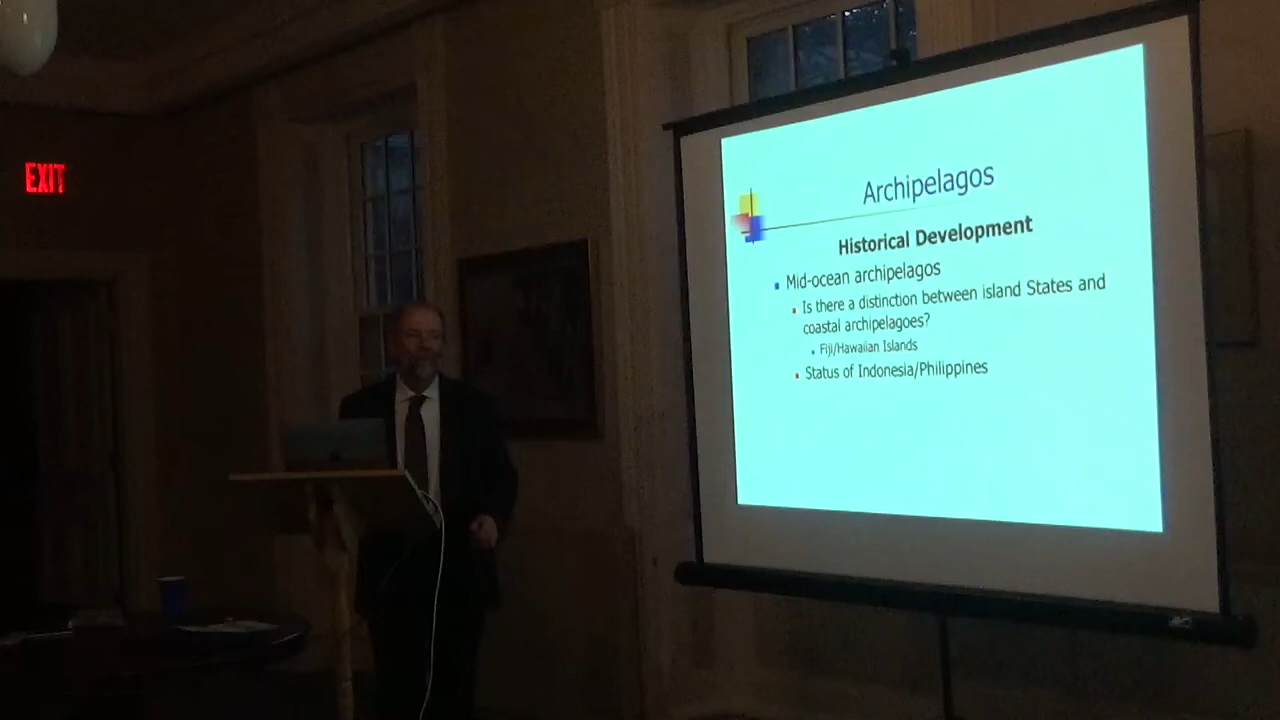 EXIT
Archipelagos
Historical Development
Mid-ocean archipelagos
Is there a distinction between island States and
coastal archipelagoes?
Fiji/Hawaiian Islands
Status of Indonesia/Philippines